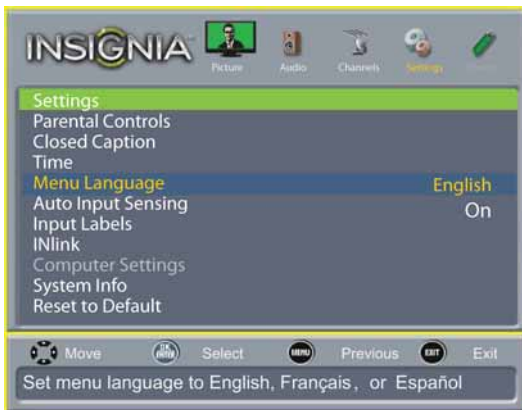 INSIGNIA
Picture Audio Channels Settings
Settings
Parental Controls
Closed Caption
Time
Menu Language English
Auto Input Sensing On
Input Labels
INlink
Computer Settings
System Info
Reset to Default
Move OK ENTER Select MENU Previous EXIT Exit
Set menu language to English, Français, or Español